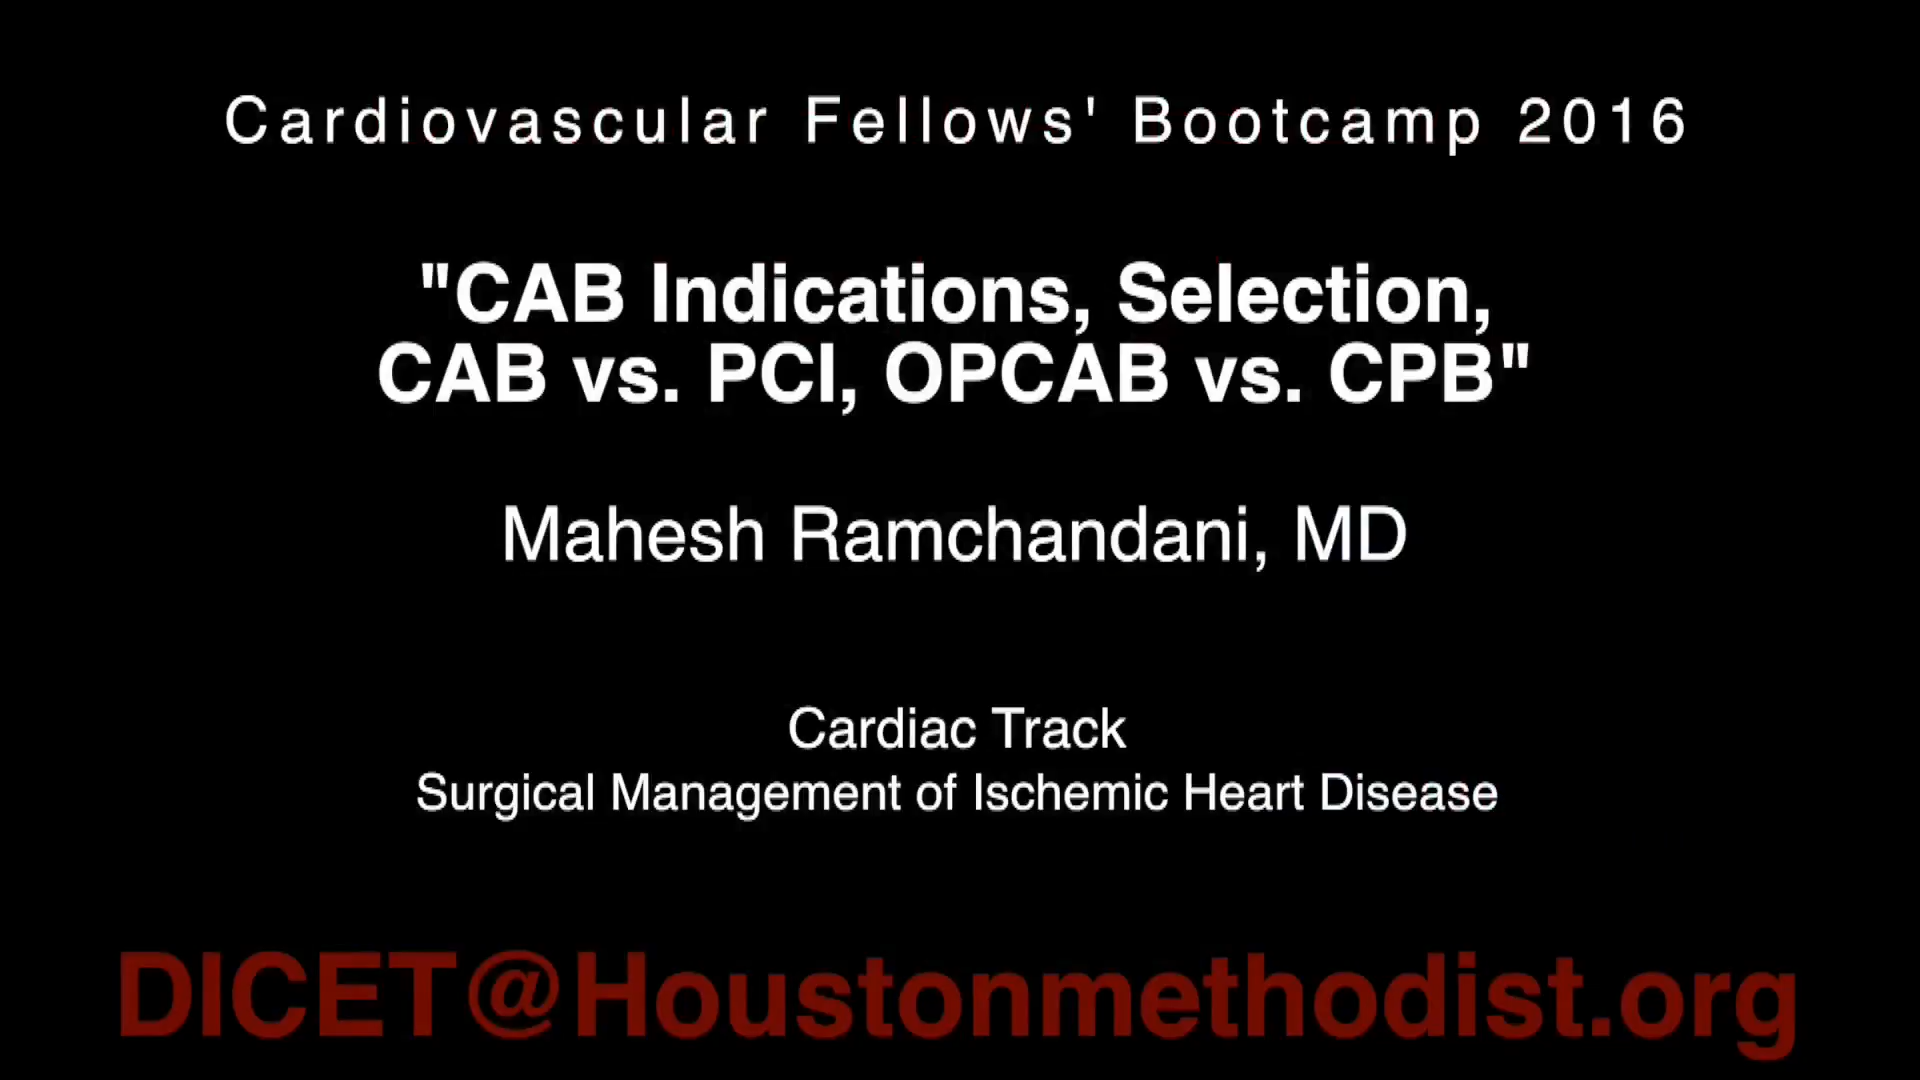 Cardiovascular Fellows' Bootcamp 2016
"CAB Indications, Selection,
CAB vs. PCI, OPCAB vs. CPB"
Mahesh Ramchandani, MD
Cardiac Track
Surgical Management of Ischemic Heart Disease
DICET@Houstonmethodist.org